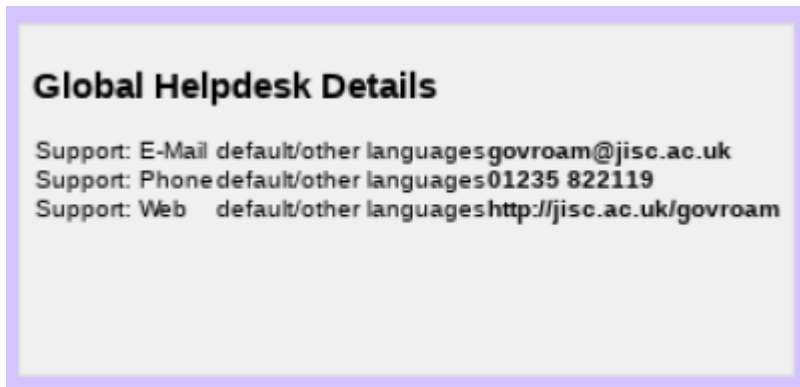 Global Helpdesk Details
Support: E-Mail default/other languages govroam@jisc.ac.uk
Support: Phone default/other languages 01235 822119
Support: Web default/other languages http://jisc.ac.uk/govroam